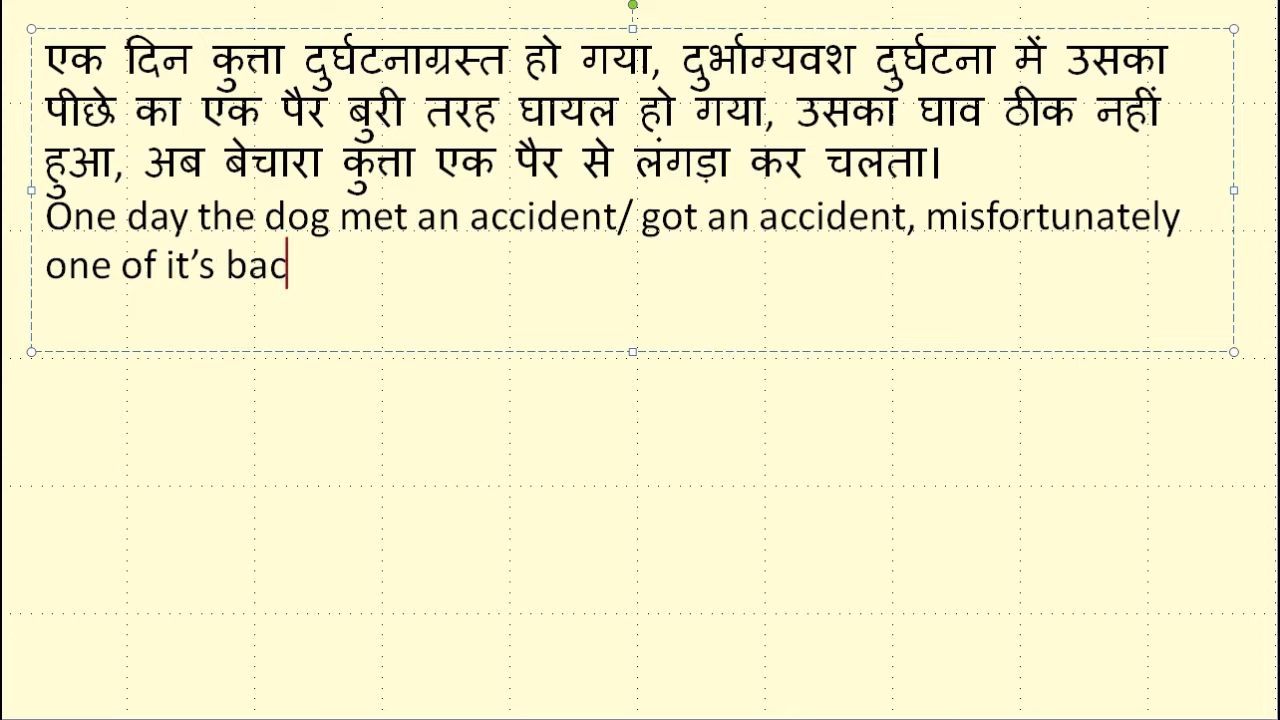 एक दिन कुत्ता दुर्घटनाग्रस्त हो गया, दुर्भाग्यवश दुर्घटना में उसका
पीछे का एक पैर बुरी तरह घायल हो गया, उसका घाव ठीक नहीं
हुआ, अब बेचारा कुत्ता एक पैर से लंगड़ा कर चलता।
One day the dog met an accident/ got an accident, misfortunately
one of it’s bac